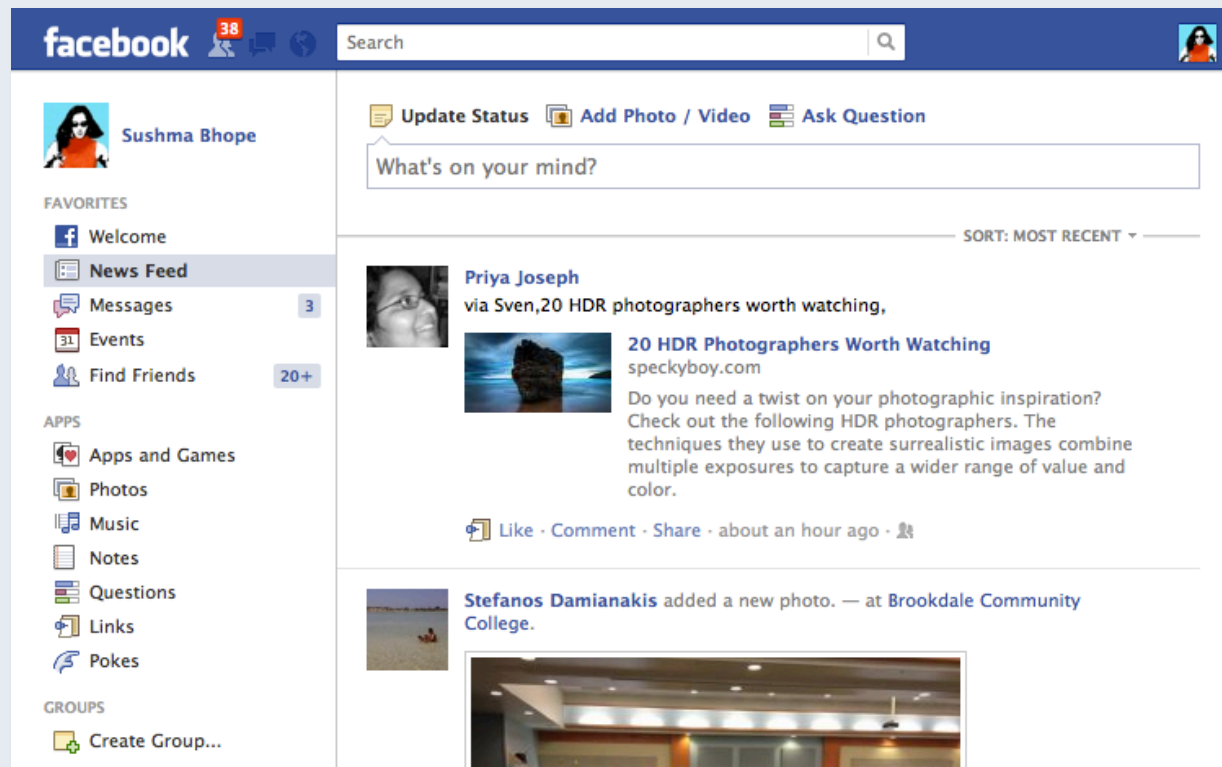 facebook 38 Search
Sushma Bhope
FAVORITES
Welcome
News Feed
Messages 3
31 Events
Find Friends 20+
APPS
Apps and Games
Photos
Music
Notes
Questions
Links
Pokes
GROUPS
Create Group...
Update Status Add Photo / Video Ask Question
What's on your mind?
SORT: MOST RECENT
Priya Joseph
via Sven,20 HDR photographers worth watching,
20 HDR Photographers Worth Watching
speckyboy.com
Do you need a twist on your photographic inspiration?
Check out the following HDR photographers. The
techniques they use to create surrealistic images combine
multiple exposures to capture a wider range of value and
color.
Like · Comment · Share · about an hour ago ·
Stefanos Damianakis added a new photo. — at Brookdale Community
College.